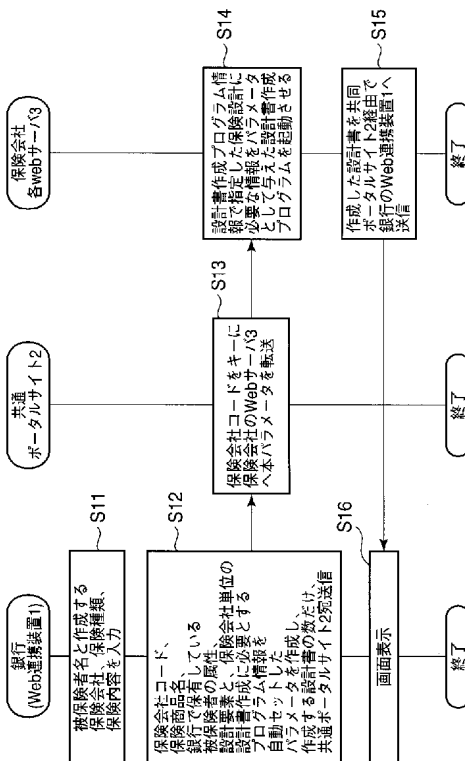 銀行
(Web連携装置1)
共通
ポータルサイト2
保険会社
各webサーバ3
S11
被保険者名と作成する
保険会社、保険種類、
保険内容を入力
S12
保険会社コード、
保険商品名、
銀行で保有している
被保険者の属性
設計要素と、保険会社単位の
設計書作成に必要とする
プログラム情報を
自動セットした
パラメータを作成し、
作成する設計書の数だけ、
共通ポータルサイト2宛送信
S13
保険会社コードをキーに
保険会社のWebサーバ3
へ本パラメータを転送
S14
設計書作成プログラム情
報で指定した保険設計に
必要な情報をパラメータ
として与えた設計書作成
プログラムを起動させる
S15
作成した設計書を共同
ポータルサイト2経由で
銀行のWeb連携装置1へ
送信
S16
画面表示
終了
終了
終了